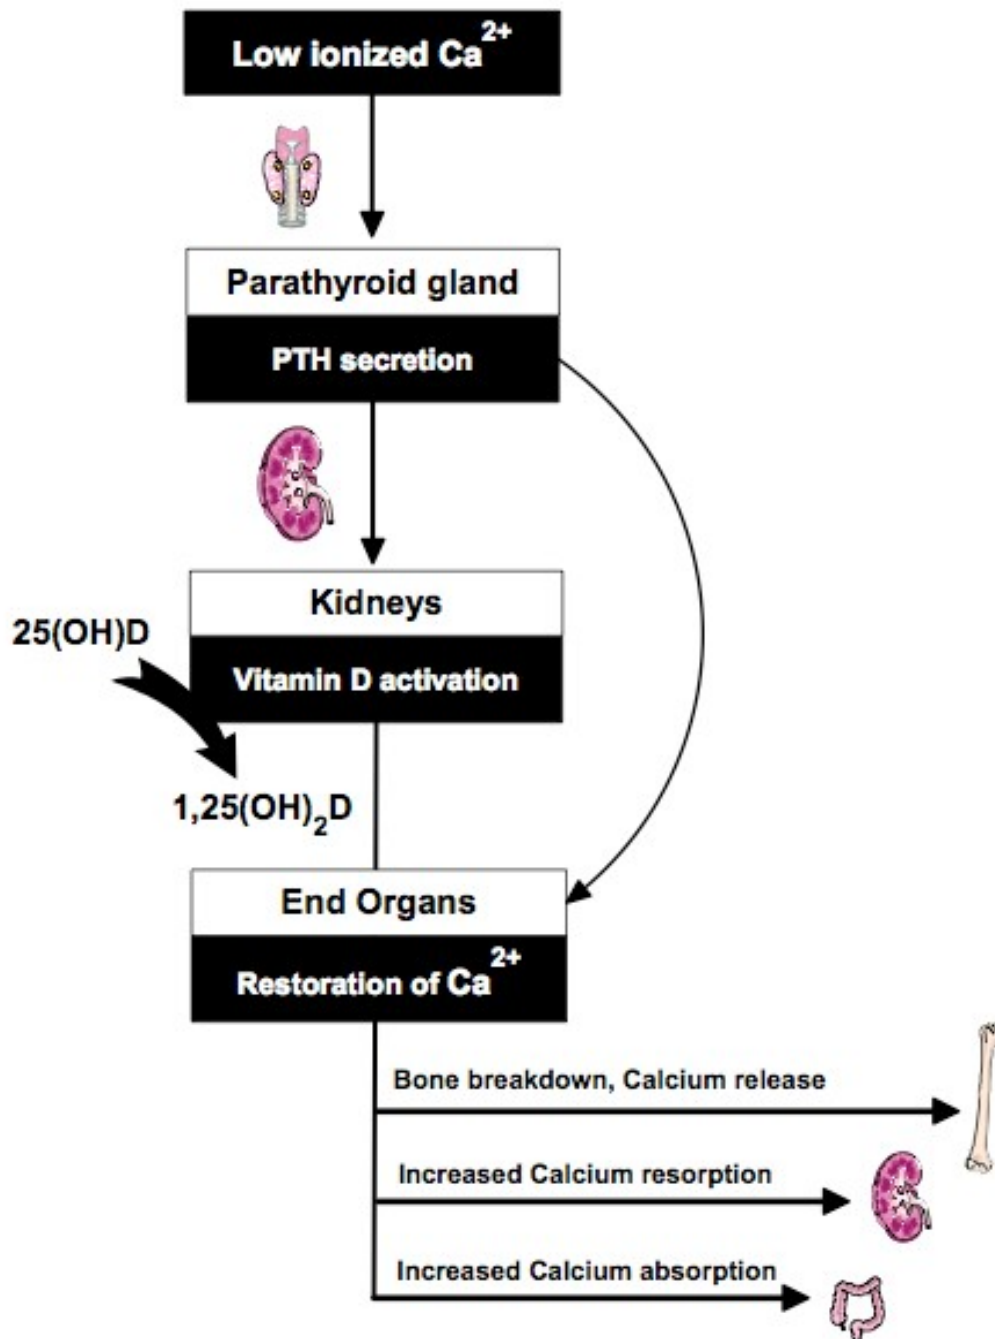 Low ionized Ca²⁺
Parathyroid gland
PTH secretion
Kidneys
25(OH)D
Vitamin D activation
1,25(OH)₂D
End Organs
Restoration of Ca²⁺
Bone breakdown, Calcium release
Increased Calcium resorption
Increased Calcium absorption